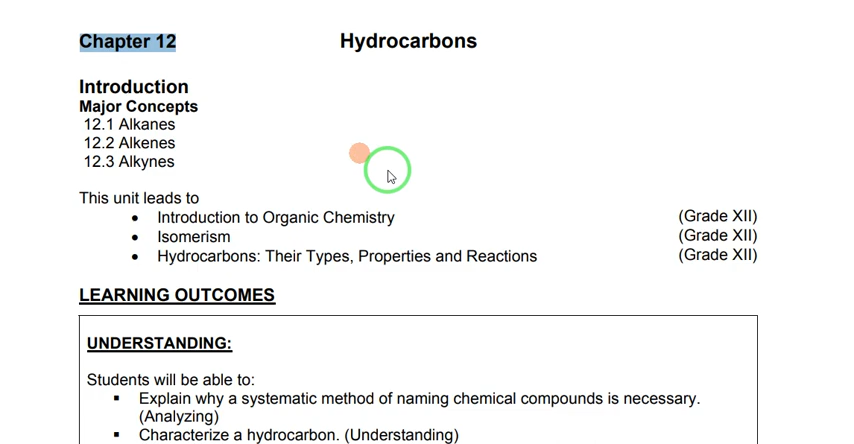 Chapter 12 Hydrocarbons
Introduction
Major Concepts
12.1 Alkanes
12.2 Alkenes
12.3 Alkynes
This unit leads to
• Introduction to Organic Chemistry (Grade XII)
• Isomerism (Grade XII)
• Hydrocarbons: Their Types, Properties and Reactions (Grade XII)
LEARNING OUTCOMES
UNDERSTANDING:
Students will be able to:
▪ Explain why a systematic method of naming chemical compounds is necessary.
(Analyzing)
▪ Characterize a hydrocarbon. (Understanding)